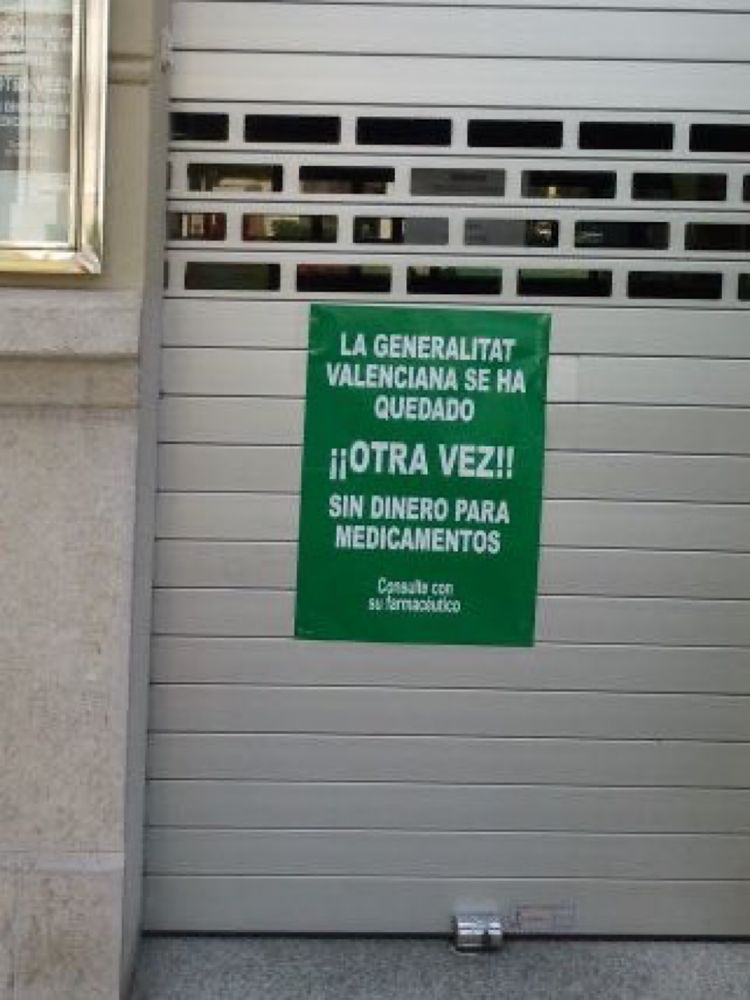 LA GENERALITAT
VALENCIANA SE HA
QUEDADO
¡¡OTRA VEZ!!
SIN DINERO PARA
MEDICAMENTOS
Consulte con
su farmacéutico